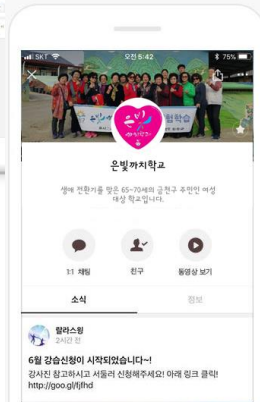 SKT 오전 5:42 75%
은빛까치학교
생애 전환기를 맞은 65-70세의 금천구 주민인 여성
대상 학교입니다.
1:1 채팅 친구 동영상 보기
소식 정보
랄라스윙
2시간 전
6월 강습신청이 시작되었습니다~!
강사진 참고하시고 서둘러 신청해주세요! 아래 링크 클릭!
http://goo.gl/fjfhd